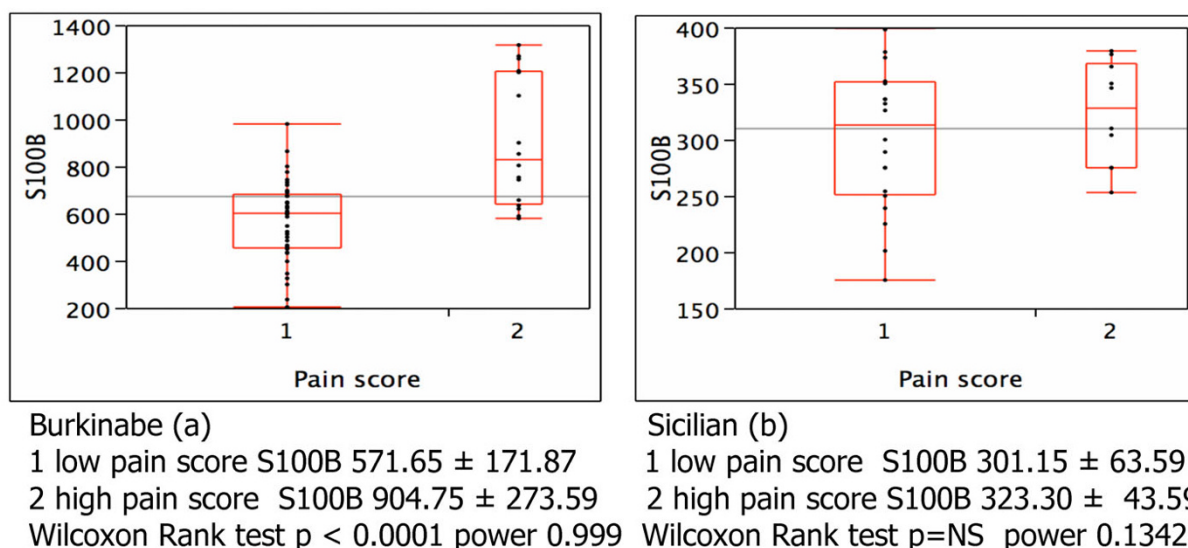 1400
1200
1000
800
600
400
200
S100B
1
2
Pain score
400
350
300
250
200
150
S100B
1
2
Pain score
Burkinabe (a)
1 low pain score S100B 571.65 ± 171.87
2 high pain score S100B 904.75 ± 273.59
Wilcoxon Rank test p < 0.0001 power 0.999
Sicilian (b)
1 low pain score S100B 301.15 ± 63.59
2 high pain score S100B 323.30 ± 43.59
Wilcoxon Rank test p=NS power 0.1342